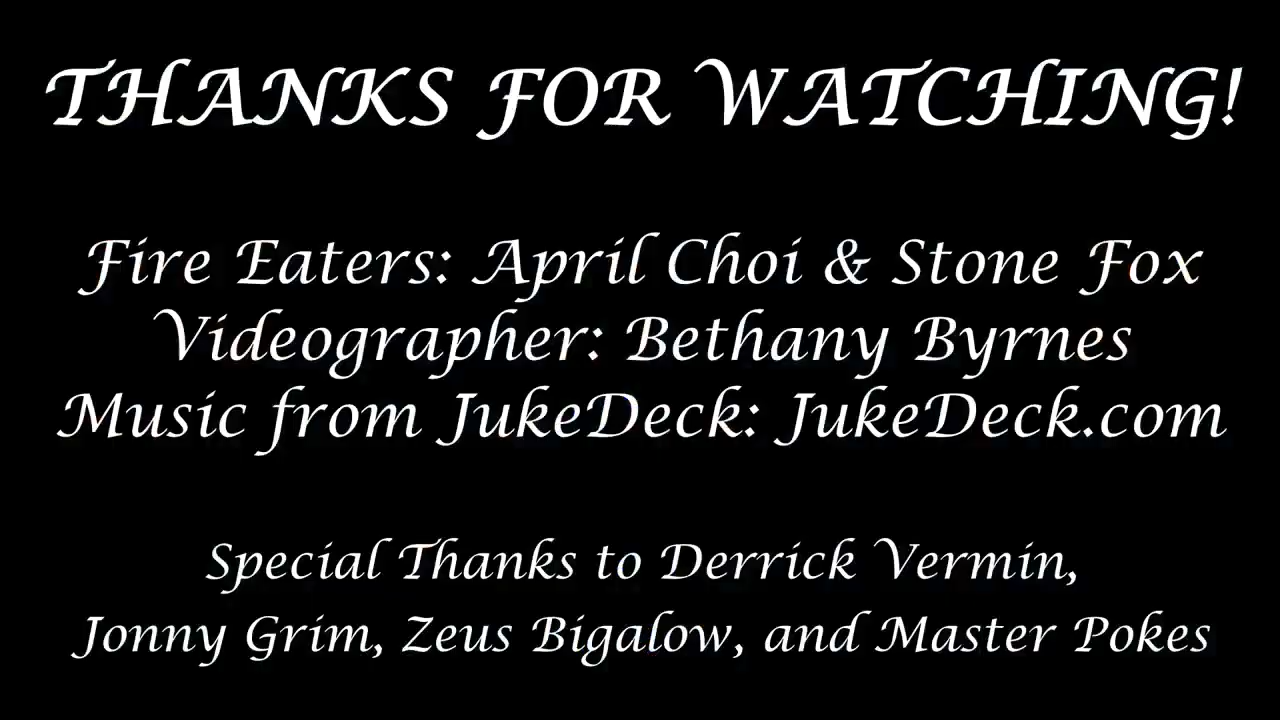 THANKS FOR WATCHING!
Fire Eaters: April Choi & Stone Fox
Videographer: Bethany Byrnes
Music from JukeDeck: JukeDeck.com
Special Thanks to Derrick Vermin,
Jonny Grim, Zeus Bigalow, and Master Pokes